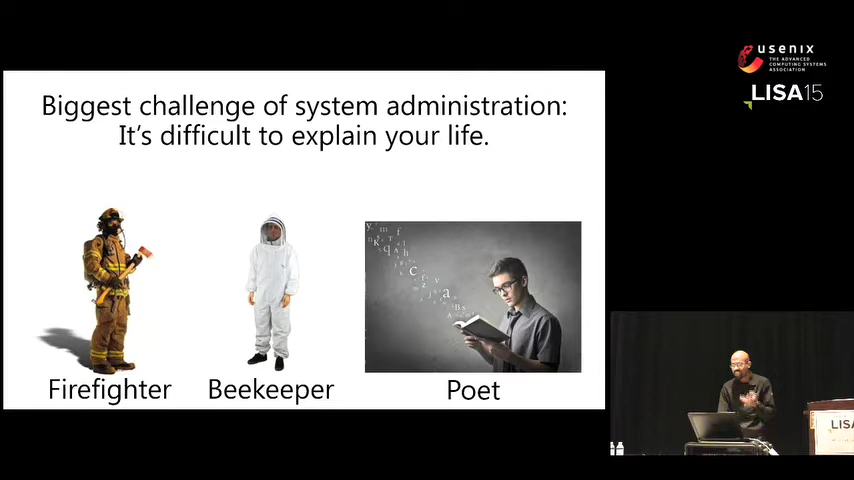 usenix
THE ADVANCED
COMPUTING SYSTEMS
ASSOCIATION
LISA15
Biggest challenge of system administration:
It's difficult to explain your life.
Firefighter
Beekeeper
Poet
LISA